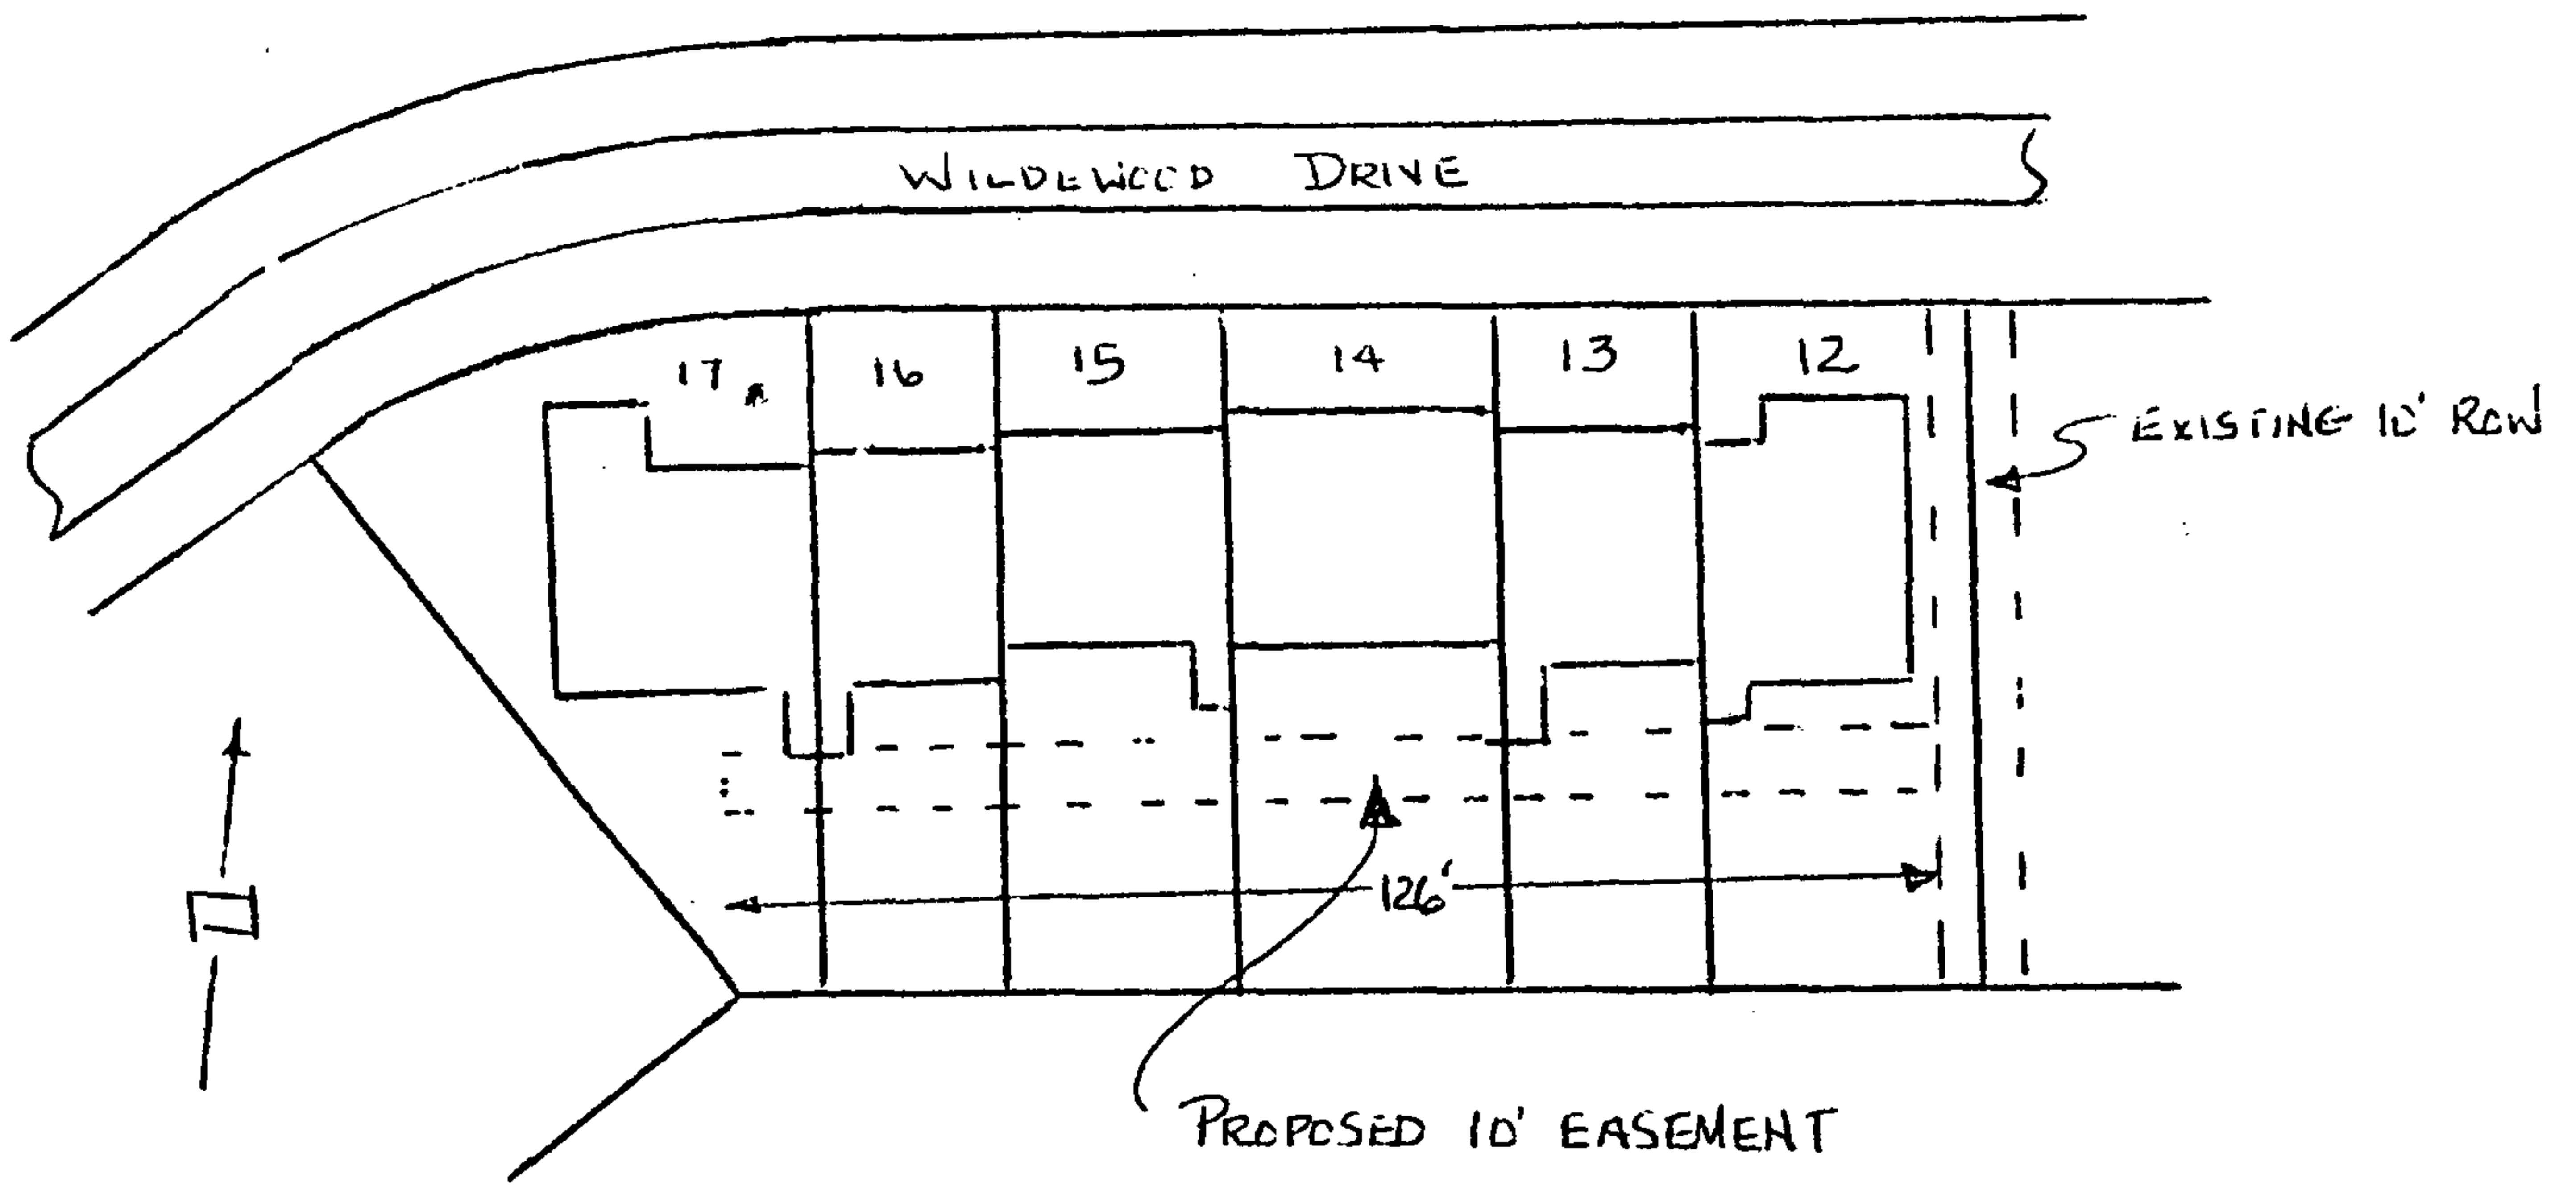 WILDEWOOD DRIVE
17 16 15 14 13 12
EXISTING 10' ROW
126'
N
PROPOSED 10' EASEMENT